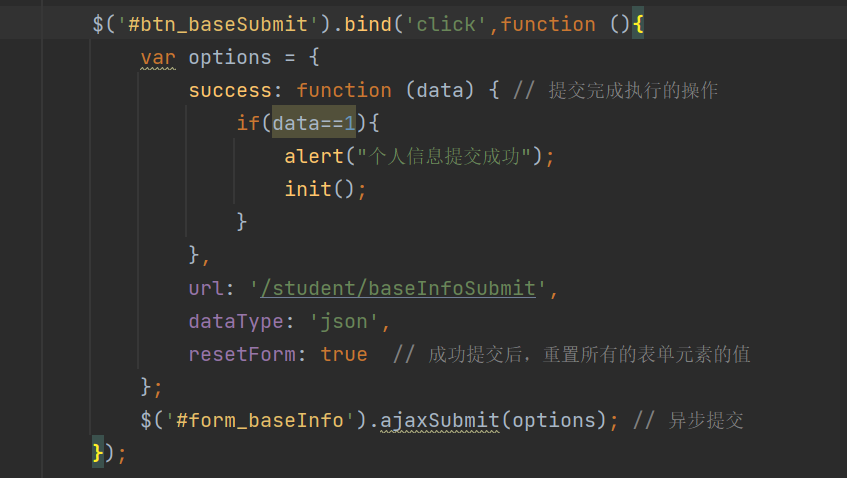 $('#btn_baseSubmit').bind('click',function (){
var options = {
success: function (data) { // 提交完成执行的操作
if(data==1){
alert("个人信息提交成功");
init();
}
},
url: '/student/baseInfoSubmit',
dataType: 'json',
resetForm: true // 成功提交后，重置所有的表单元素的值
};
$('#form_baseInfo').ajaxSubmit(options); // 异步提交
});